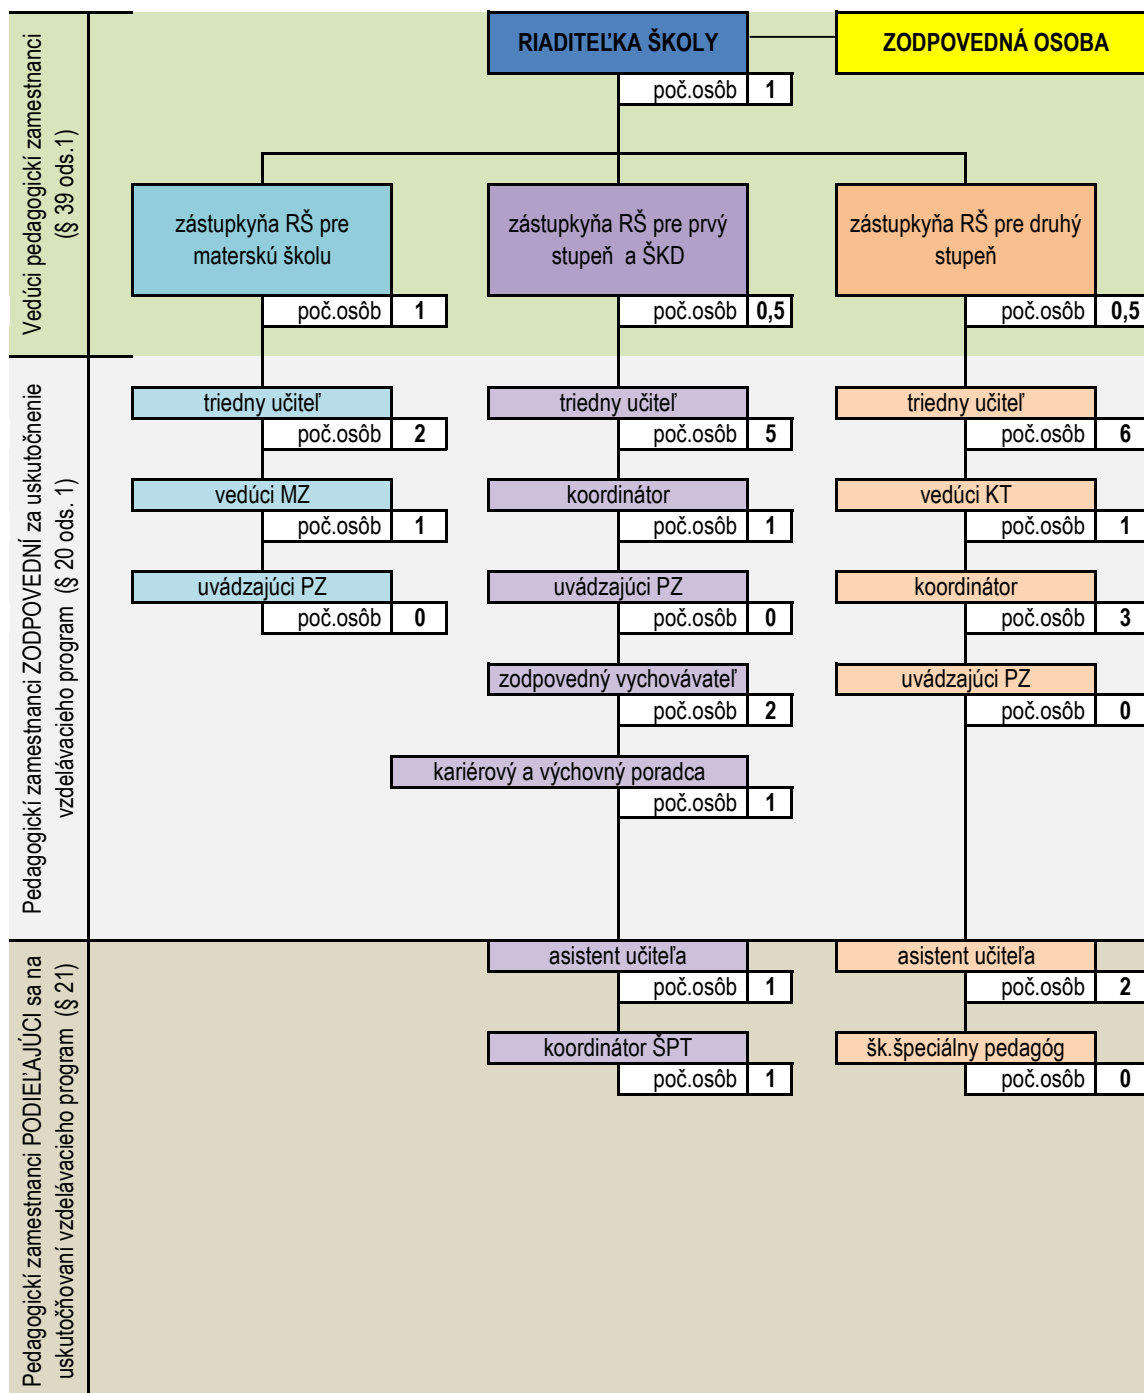 RIADITEĽKA ŠKOLY
ZODPOVEDNÁ OSOBA
poč.osôb 1
Vedúci pedagogickí zamestnanci
(§ 39 ods.1)
zástupkyňa RŠ pre
materskú školu
poč.osôb 1
zástupkyňa RŠ pre prvý
stupeň a ŠKD
poč.osôb 0,5
zástupkyňa RŠ pre druhý
stupeň
poč.osôb 0,5
Pedagogickí zamestnanci ZODPOVEDNÍ za uskutočnenie
vzdelávacieho program (§ 20 ods. 1)
triedny učiteľ
poč.osôb 2
vedúci MZ
poč.osôb 1
uvádzajúci PZ
poč.osôb 0
triedny učiteľ
poč.osôb 5
koordinátor
poč.osôb 1
uvádzajúci PZ
poč.osôb 0
zodpovedný vychovávateľ
poč.osôb 2
kariérový a výchovný poradca
poč.osôb 1
triedny učiteľ
poč.osôb 6
vedúci KT
poč.osôb 1
koordinátor
poč.osôb 3
uvádzajúci PZ
poč.osôb 0
Pedagogickí zamestnanci PODIEĽAJÚCI sa na
uskutočňovaní vzdelávacieho program (§ 21)
asistent učiteľa
poč.osôb 1
koordinátor ŠPT
poč.osôb 1
asistent učiteľa
poč.osôb 2
šk.špeciálny pedagóg
poč.osôb 0